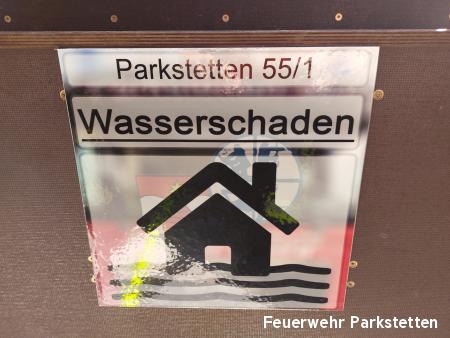 Parkstetten 55/1
Wasserschaden
Feuerwehr Parkstetten